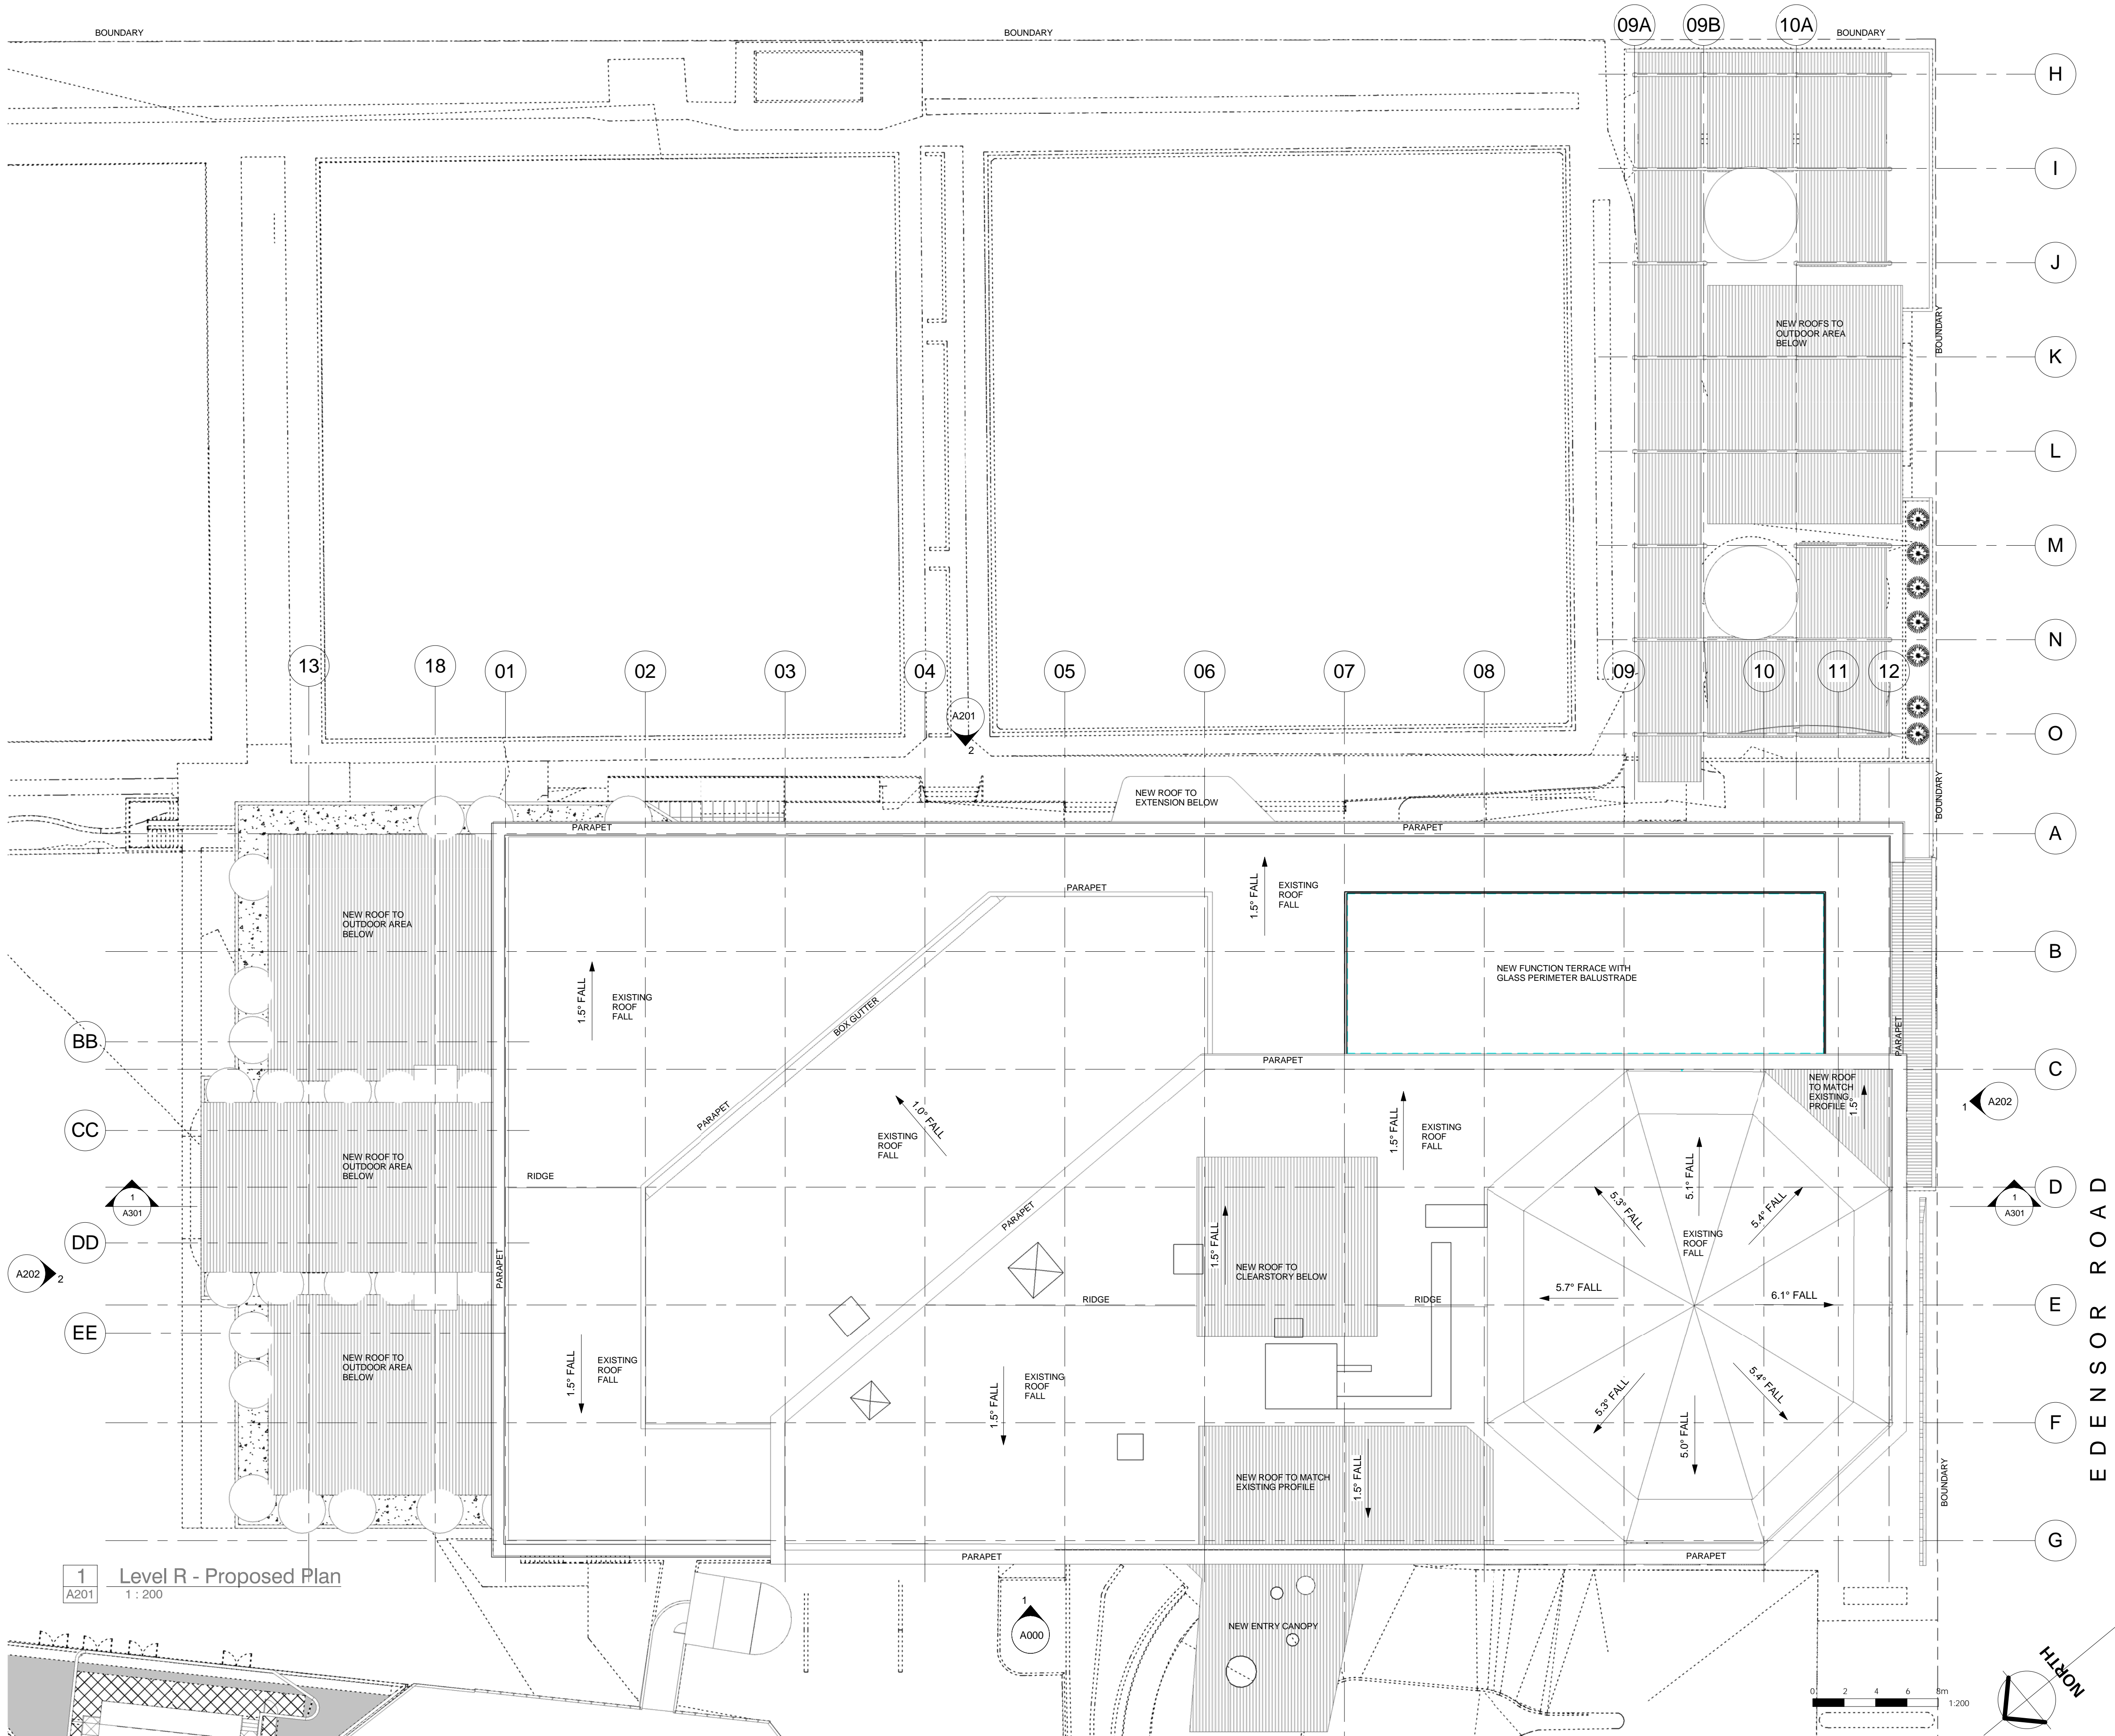 BOUNDARY
BOUNDARY
09A
09B
10A
BOUNDARY
H
I
J
NEW ROOFS TO
OUTDOOR AREA
BELOW
BOUNDARY
K
L
M
N
13
18
01
02
03
04
05
06
07
08
09
10
11
12
A201
2
O
BOUNDARY
NEW ROOF TO
EXTENSION BELOW
PARAPET
PARAPET
A
PARAPET
1.5° FALL
EXISTING
ROOF
FALL
NEW ROOF TO
OUTDOOR AREA
BELOW
B
NEW FUNCTION TERRACE WITH
GLASS PERIMETER BALUSTRADE
1.5° FALL
EXISTING
ROOF
FALL
BOX GUTTER
PARAPET
BB
PARAPET
C
NEW ROOF
TO MATCH
EXISTING
PROFILE
1.5°
1
A202
PARAPET
1.0° FALL
EXISTING
ROOF
FALL
1.5° FALL
EXISTING
ROOF
FALL
CC
NEW ROOF TO
OUTDOOR AREA
BELOW
RIDGE
5.1° FALL
D
1
A301
1
A301
PARAPET
5.3° FALL
5.4° FALL
EXISTING
ROOF
FALL
DD
1.5° FALL
NEW ROOF TO
CLEARSTORY BELOW
A202
2
PARAPET
RIDGE
RIDGE
5.7° FALL
6.1° FALL
E
EDENSOR ROAD
EE
NEW ROOF TO
OUTDOOR AREA
BELOW
1.5° FALL
EXISTING
ROOF
FALL
1.5° FALL
EXISTING
ROOF
FALL
5.3° FALL
5.4° FALL
5.0° FALL
F
NEW ROOF TO MATCH
EXISTING PROFILE
1.5° FALL
BOUNDARY
G
PARAPET
PARAPET
1
A201
Level R - Proposed Plan
1 : 200
1
A000
NEW ENTRY CANOPY
NORTH
0 2 4 6 8m
1:200